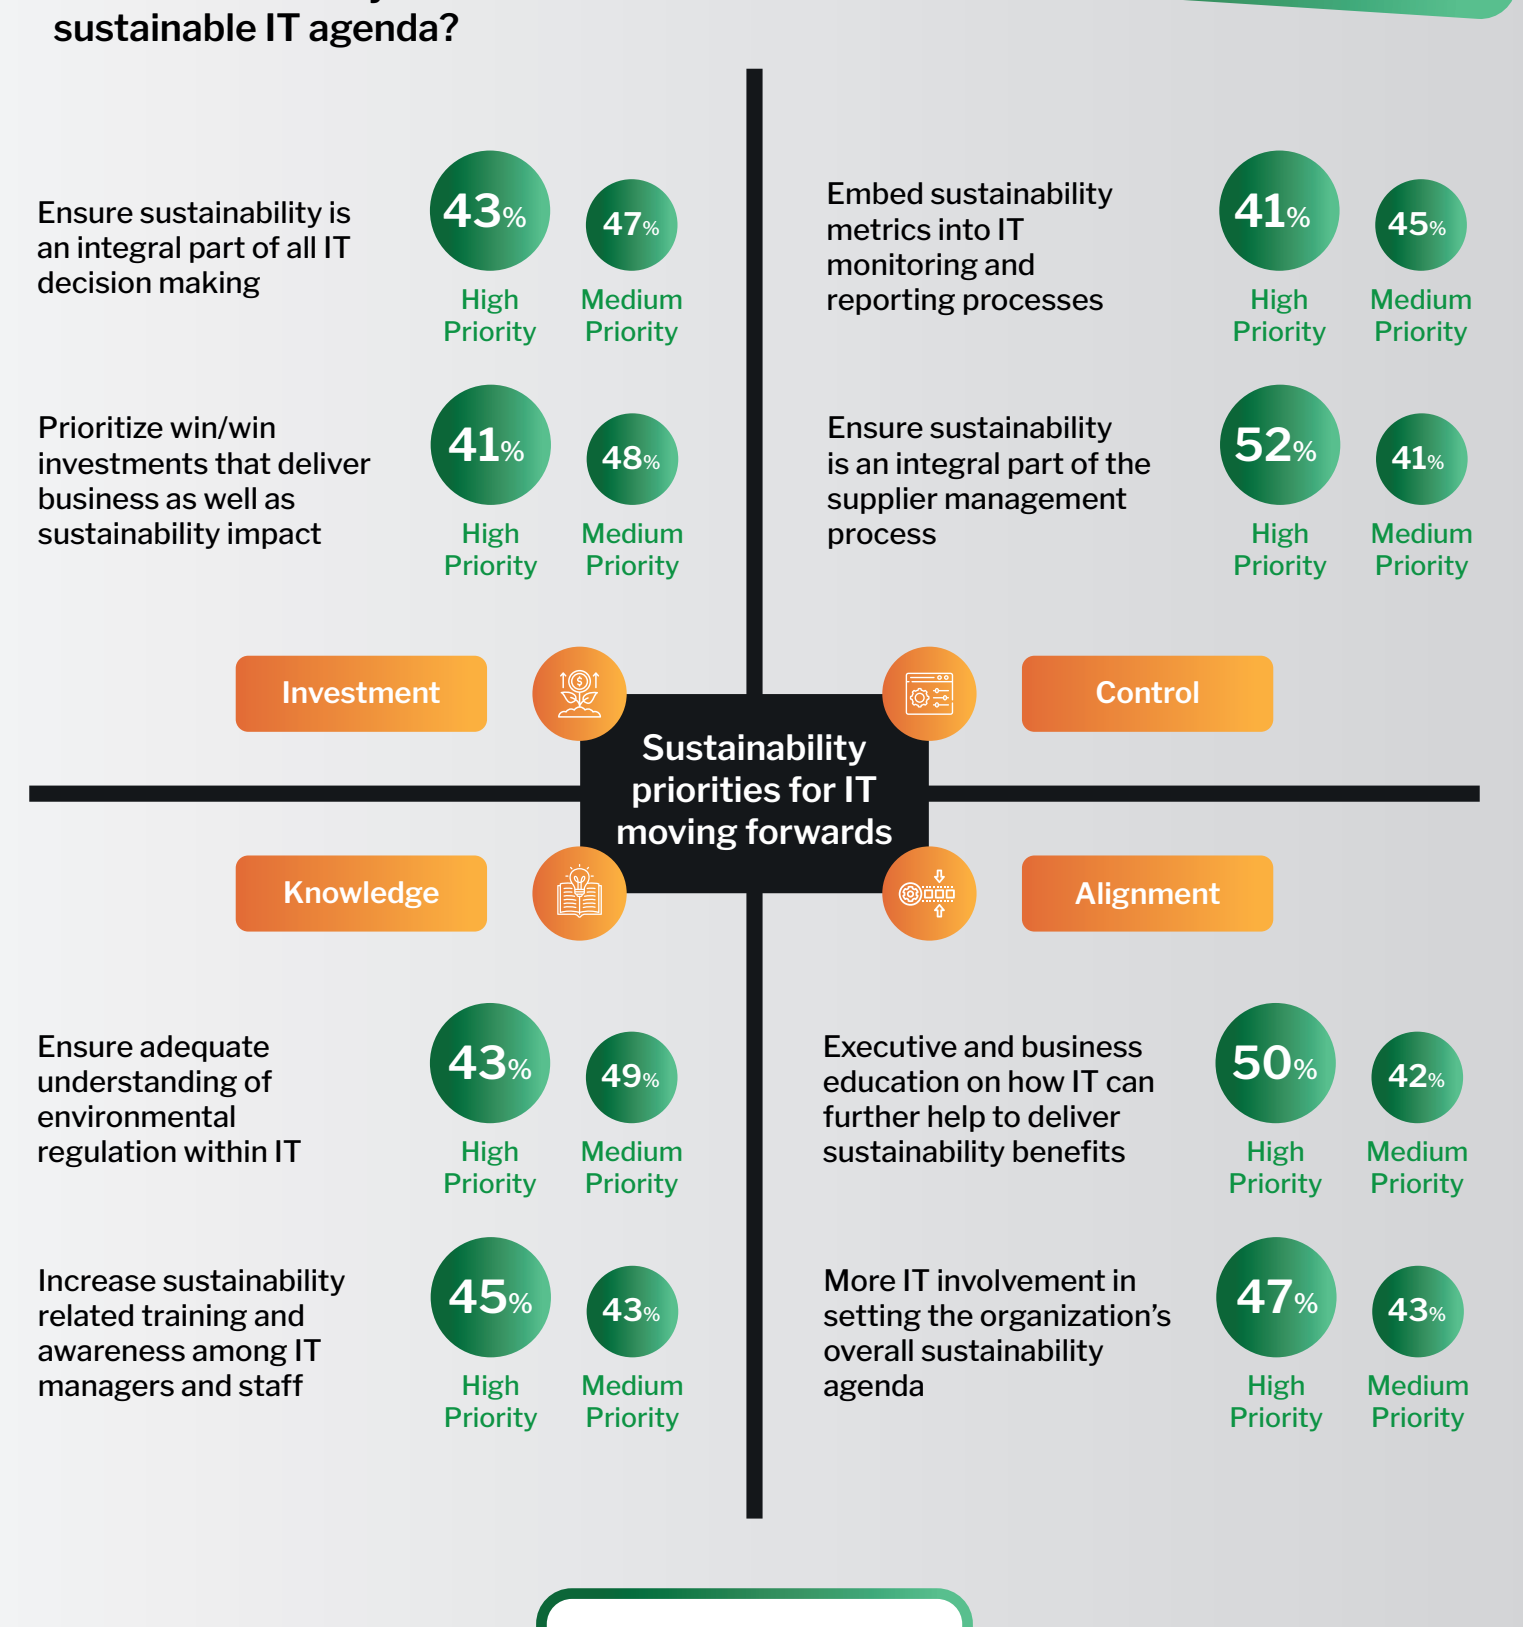 sustainable IT agenda?
Ensure sustainability is
an integral part of all IT
decision making
43%
High
Priority
47%
Medium
Priority
Prioritize win/win
investments that deliver
business as well as
sustainability impact
41%
High
Priority
48%
Medium
Priority
Embed sustainability
metrics into IT
monitoring and
reporting processes
41%
High
Priority
45%
Medium
Priority
Ensure sustainability
is an integral part of the
supplier management
process
52%
High
Priority
41%
Medium
Priority
Investment
Control
Sustainability
priorities for IT
moving forwards
Knowledge
Alignment
Ensure adequate
understanding of
environmental
regulation within IT
43%
High
Priority
49%
Medium
Priority
Increase sustainability
related training and
awareness among IT
managers and staff
45%
High
Priority
43%
Medium
Priority
Executive and business
education on how IT can
further help to deliver
sustainability benefits
50%
High
Priority
42%
Medium
Priority
More IT involvement in
setting the organization’s
overall sustainability
agenda
47%
High
Priority
43%
Medium
Priority